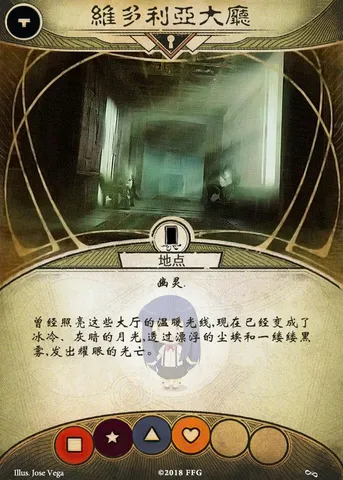 維多利亞大廳
地点
幽灵.
曾经照亮这些大厅的温暖光线,现在已经变成了
冰冷、灰暗的月光,透过漂浮的尘埃和一缕缕黑
雾,发出耀眼的光亡。
Illus. Jose Vega
©2018 FFG